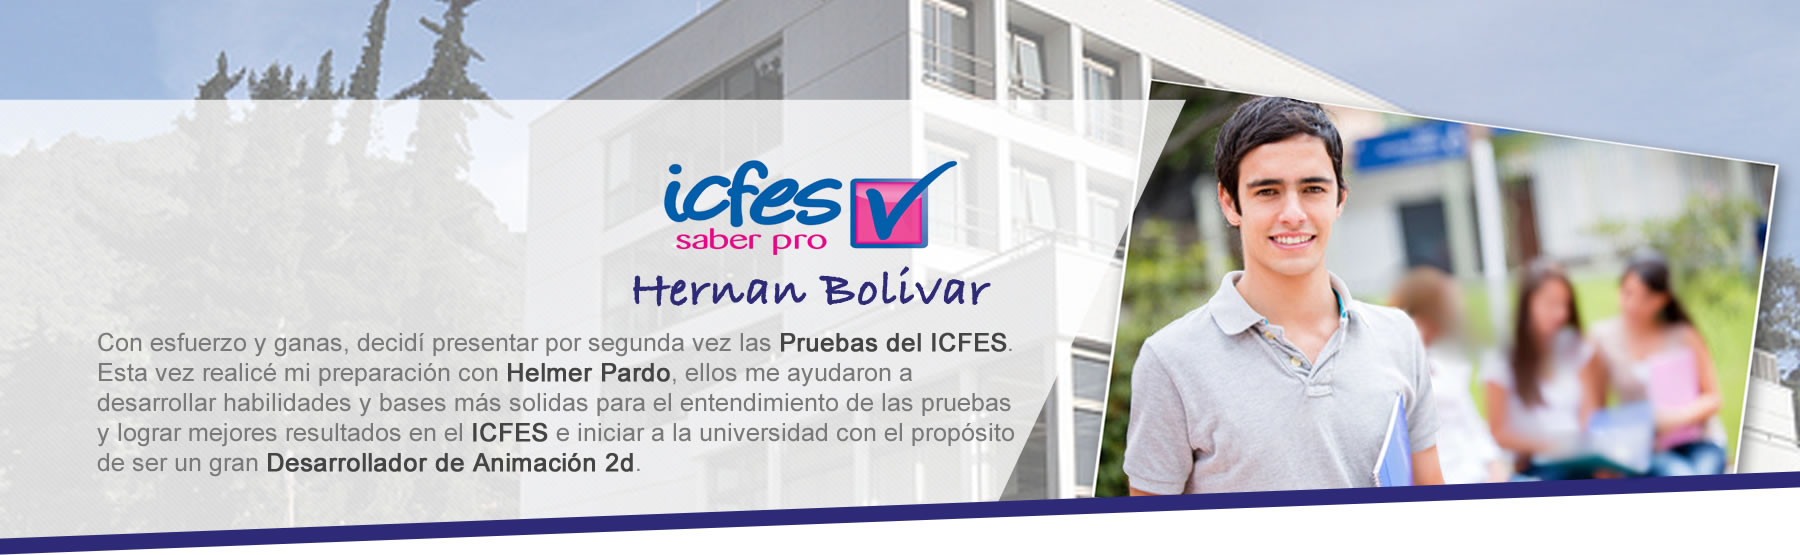 icfes
saber pro
Hernan Bolívar
Con esfuerzo y ganas, decidí presentar por segunda vez las Pruebas del ICFES.
Esta vez realicé mi preparación con Helmer Pardo, ellos me ayudaron a
desarrollar habilidades y bases más solidas para el entendimiento de las pruebas
y lograr mejores resultados en el ICFES e iniciar a la universidad con el propósito
de ser un gran Desarrollador de Animación 2d.